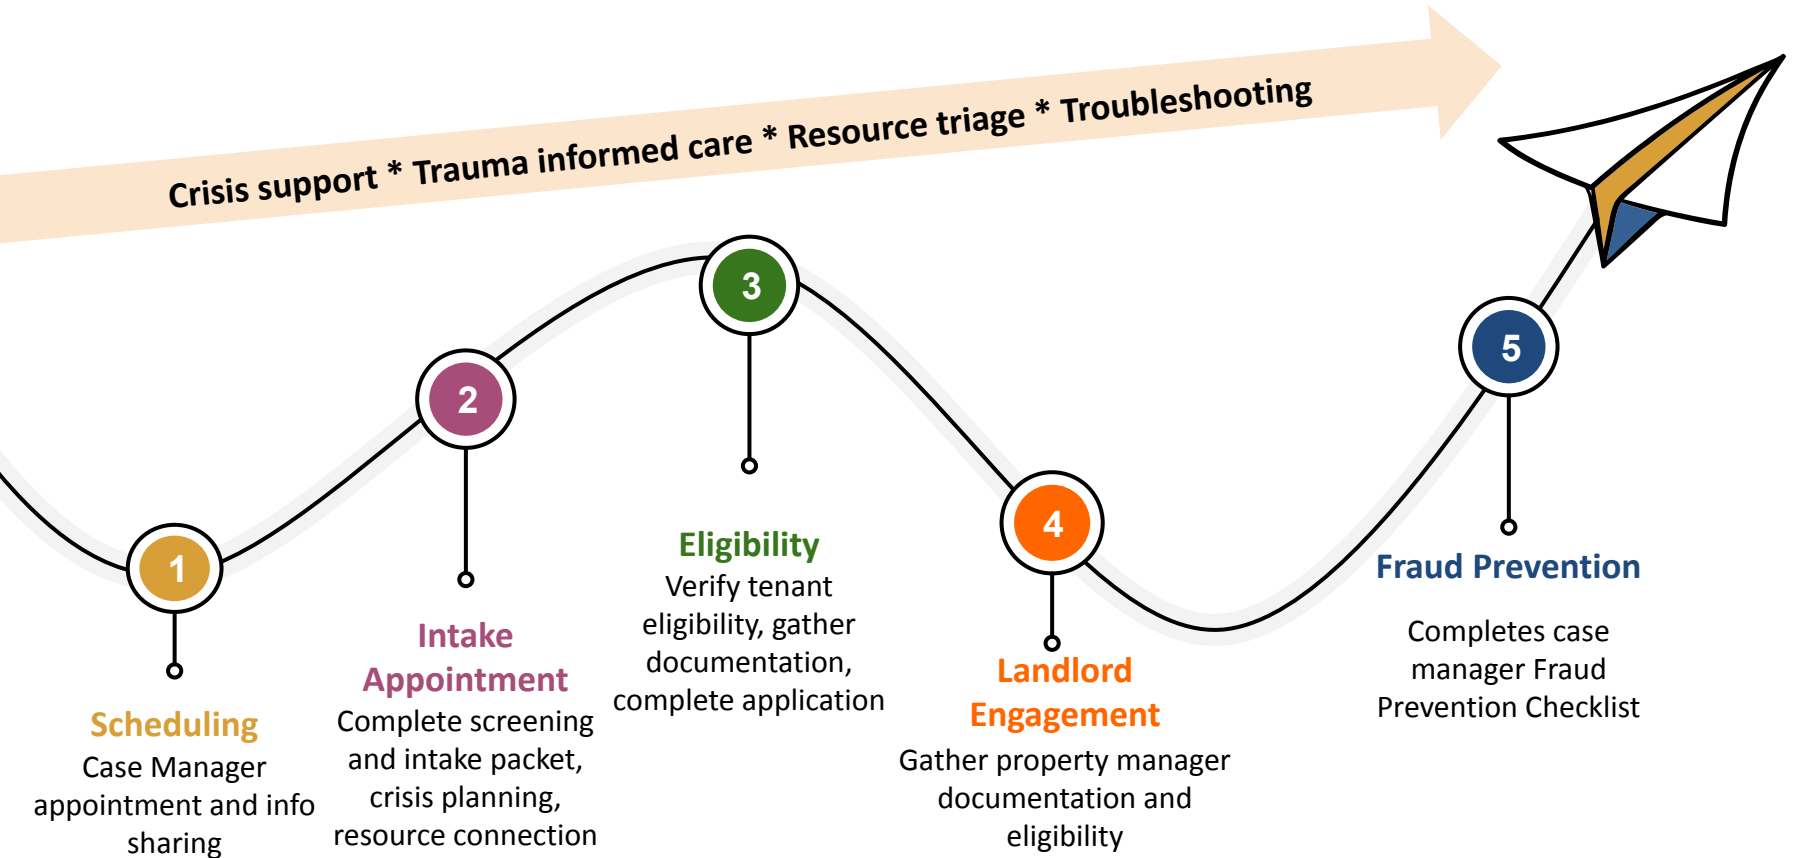 Crisis support * Trauma informed care * Resource triage * Troubleshooting
1
Scheduling
Case Manager
appointment and info
sharing
2
Intake
Appointment
Complete screening
and intake packet,
crisis planning,
resource connection
3
Eligibility
Verify tenant
eligibility, gather
documentation,
complete application
4
Landlord
Engagement
Gather property manager
documentation and
eligibility
5
Fraud Prevention
Completes case
manager Fraud
Prevention Checklist